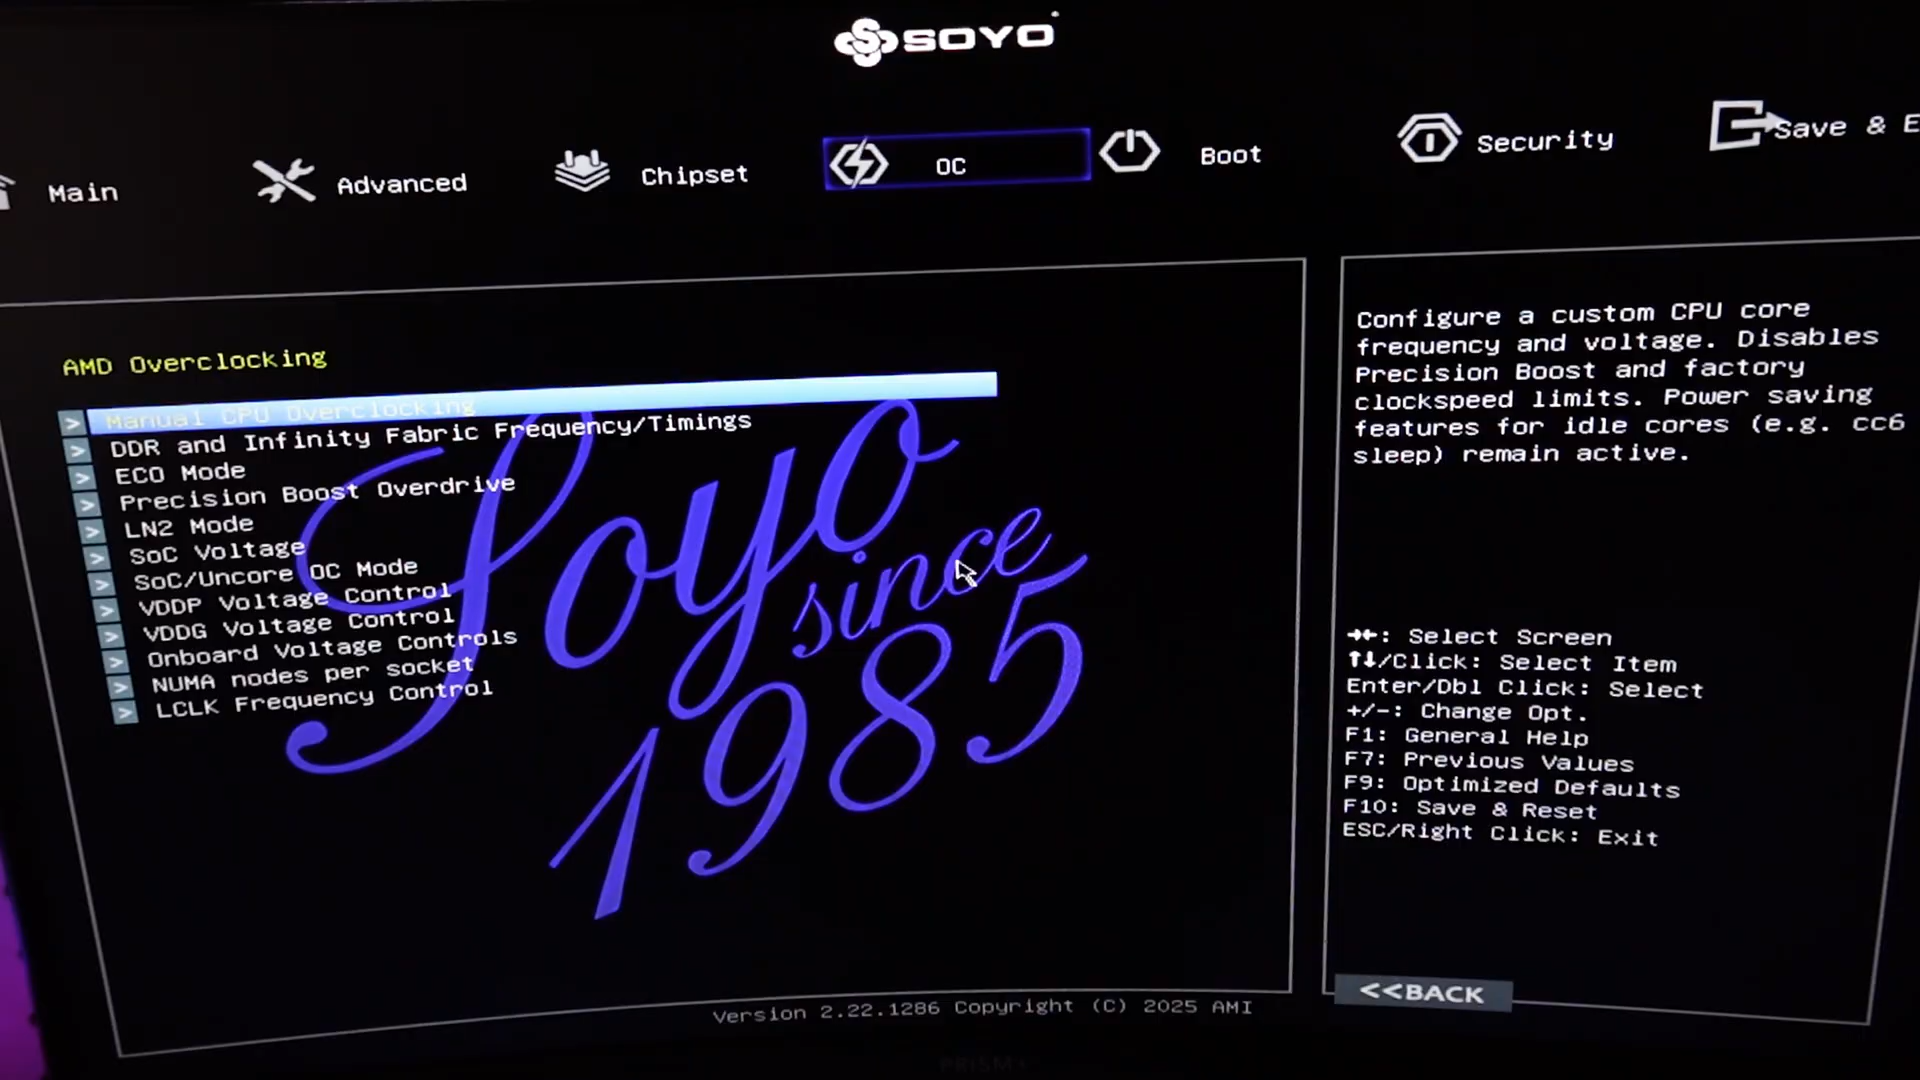 SOYO
Main
Advanced
Chipset
OC
Boot
Security
Save & E
AMD Overclocking
> Manual CPU Overclocking
> DDR and Infinity Fabric Frequency/Timings
> ECO Mode
> Precision Boost Overdrive
> LN2 Mode
> SoC Voltage
> SoC/Uncore OC Mode
> VDDP Voltage Control
> VDDG Voltage Control
> Onboard Voltage Controls
> NUMA nodes per socket
> LCLK Frequency Control
Soyo
since
1985
Configure a custom CPU core
frequency and voltage. Disables
Precision Boost and factory
clockspeed limits. Power saving
features for idle cores (e.g. cc6
sleep) remain active.
→←: Select Screen
↑↓/Click: Select Item
Enter/Dbl Click: Select
+/-: Change Opt.
F1: General Help
F7: Previous Values
F9: Optimized Defaults
F10: Save & Reset
ESC/Right Click: Exit
<<BACK
Version 2.22.1286 Copyright (C) 2025 AMI
PRISM+